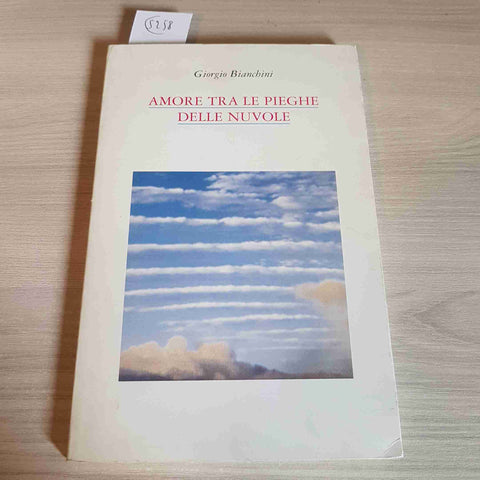 5258
Giorgio Bianchini
AMORE TRA LE PIEGHE
DELLE NUVOLE